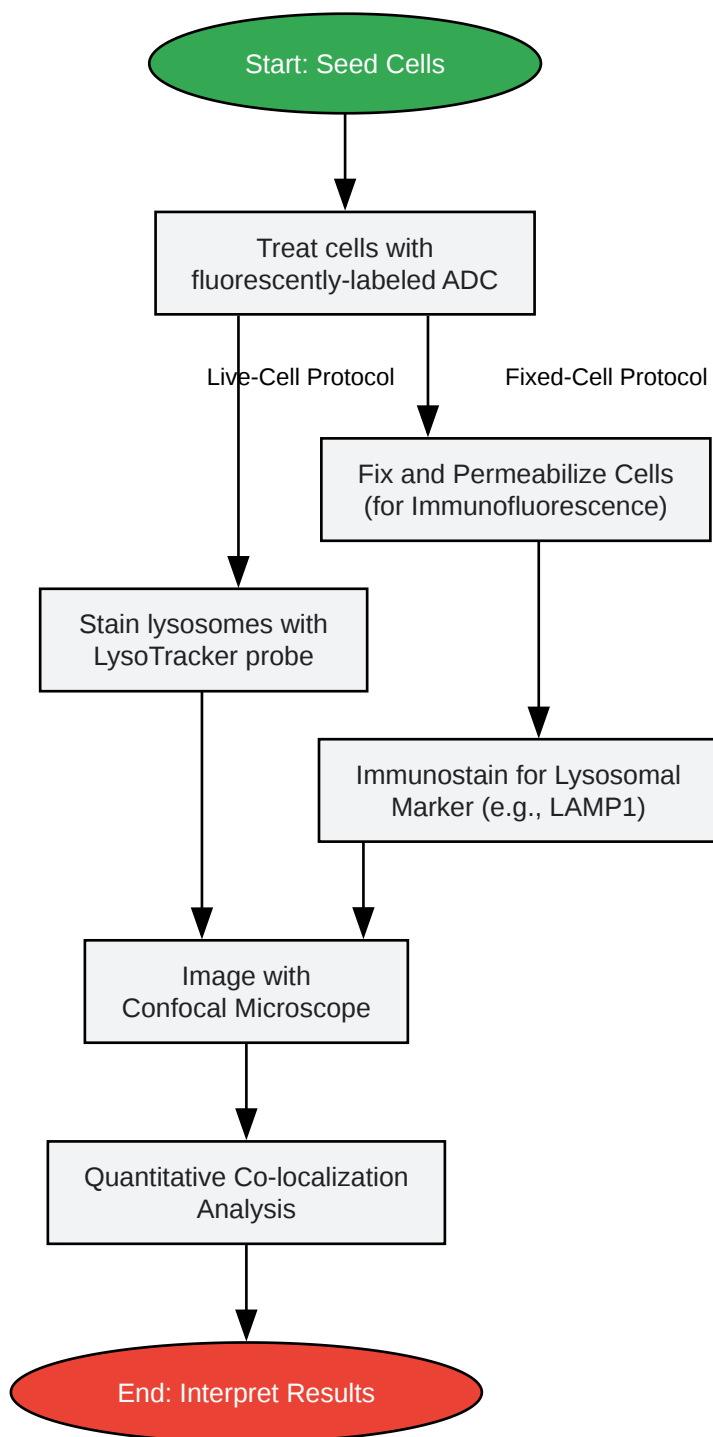 Start: Seed Cells
Treat cells with
fluorescently-labeled ADC
Live-Cell Protocol
Fixed-Cell Protocol
Fix and Permeabilize Cells
(for Immunofluorescence)
Stain lysosomes with
LysoTracker probe
Immunostain for Lysosomal
Marker (e.g., LAMP1)
Image with
Confocal Microscope
Quantitative Co-localization
Analysis
End: Interpret Results